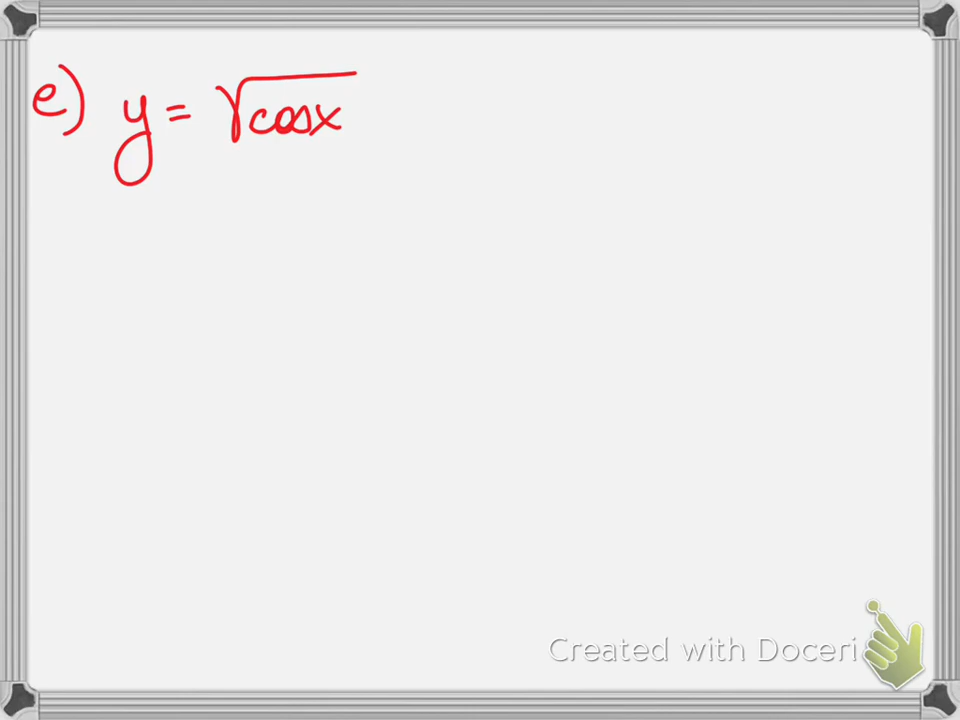 e) y = √cosx
Created with Doceri